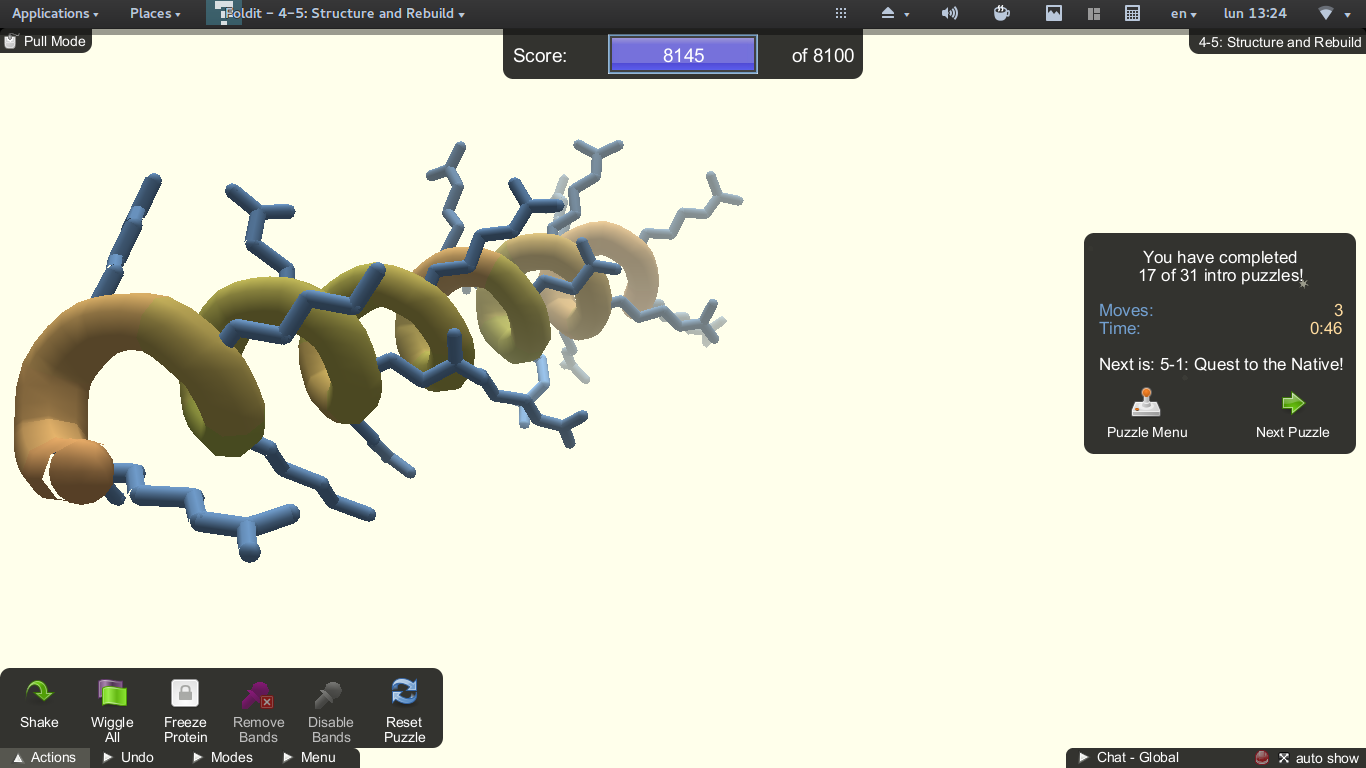 Applications Places Foldit - 4-5: Structure and Rebuild en lun 13:24
Pull Mode
4-5: Structure and Rebuild
Score: 8145 of 8100
You have completed
17 of 31 intro puzzles!
Moves: 3
Time: 0:46
Next is: 5-1: Quest to the Native!
Puzzle Menu Next Puzzle
Shake Wiggle All Freeze Protein Remove Bands Disable Bands Reset Puzzle
Actions Undo Modes Menu
Chat - Global auto show